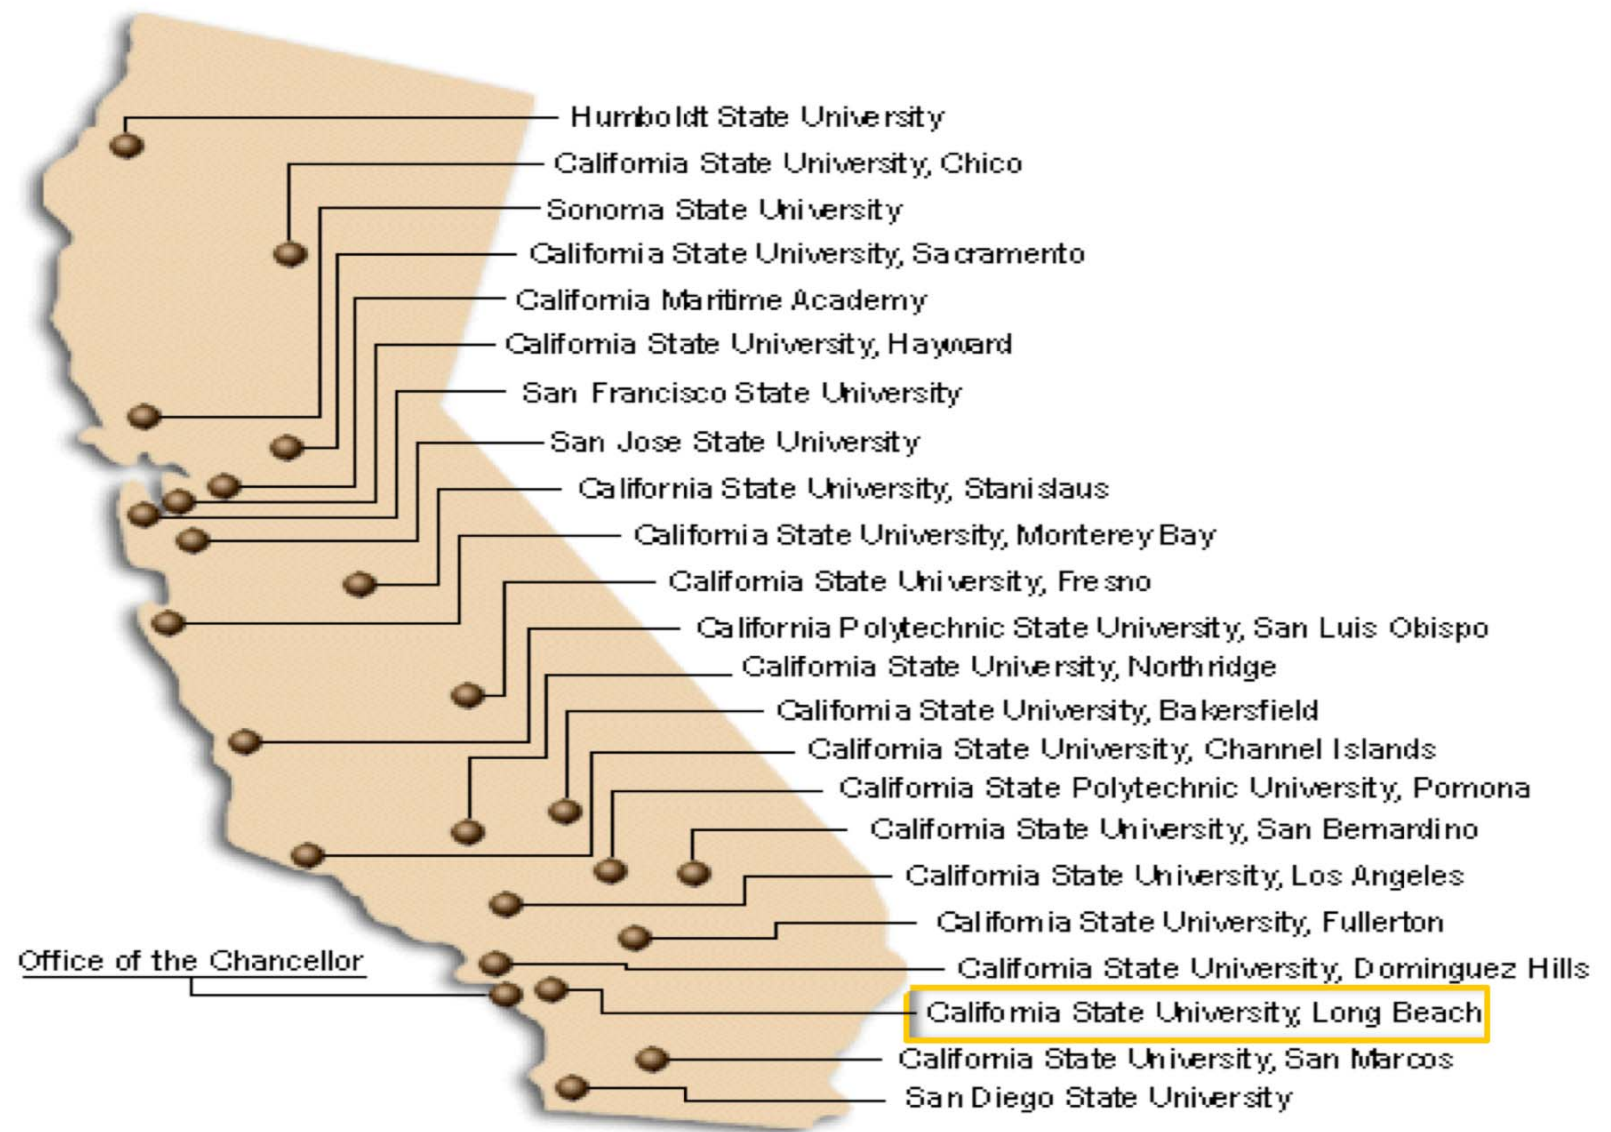 Humboldt State University
California State University, Chico
Sonoma State University
California State University, Sacramento
California Maritime Academy
California State University, Hayward
San Francisco State University
San Jose State University
California State University, Stanislaus
California State University, Monterey Bay
California State University, Fresno
California Polytechnic State University, San Luis Obispo
California State University, Northridge
California State University, Bakersfield
California State University, Channel Islands
California State Polytechnic University, Pomona
California State University, San Bernardino
California State University, Los Angeles
California State University, Fullerton
Office of the Chancellor
California State University, Dominguez Hills
California State University, Long Beach
California State University, San Marcos
San Diego State University